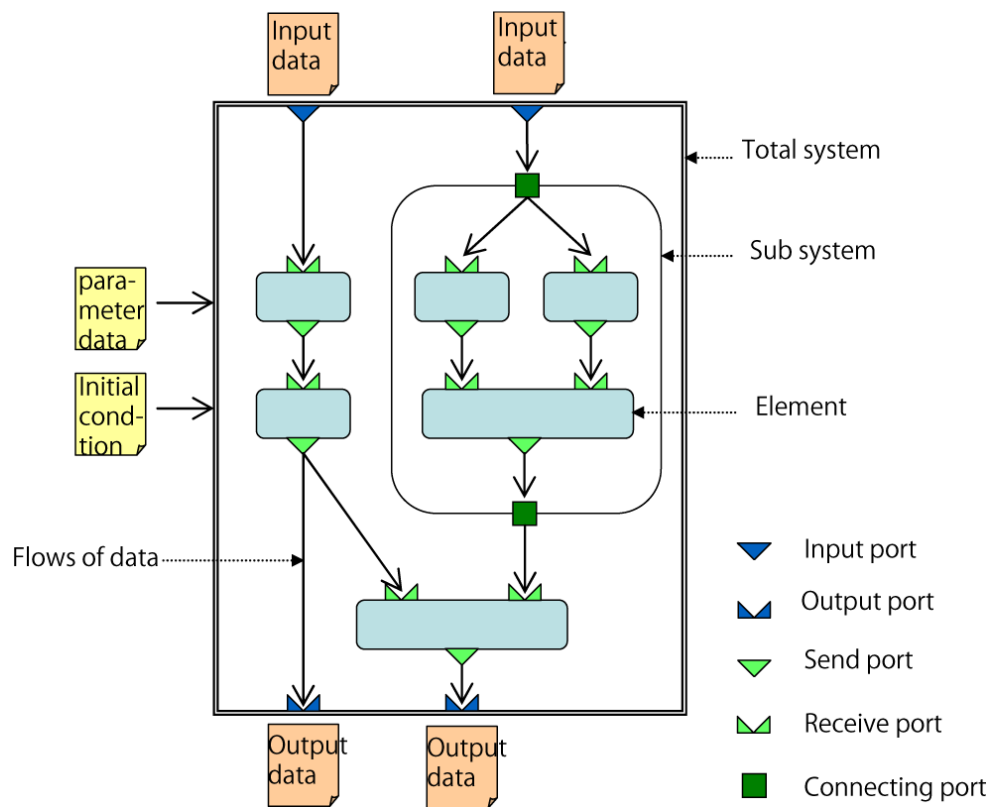 Input
data
Input
data
Total system
Sub system
para-
meter
data
Initial
cond-
tion
Element
Flows of data
Input port
Output port
Send port
Receive port
Connecting port
Output
data
Output
data